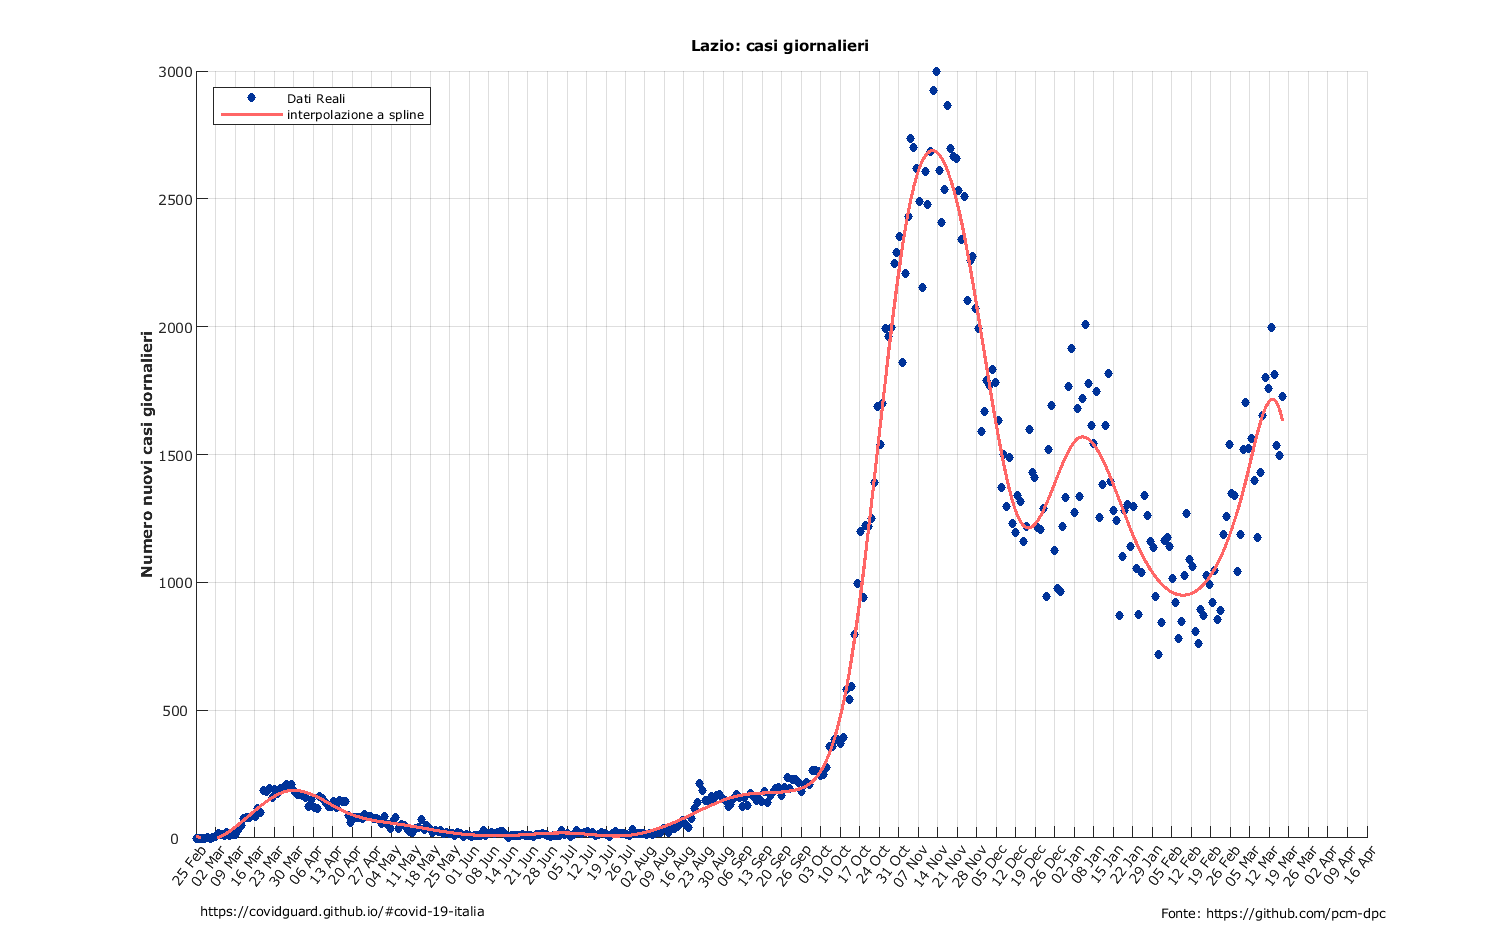 Lazio: casi giornalieri
Dati Reali
interpolazione a spline
Numero nuovi casi giornalieri
3000
2500
2000
1500
1000
500
0
25 Feb
02 Mar
09 Mar
16 Mar
23 Mar
30 Mar
06 Apr
13 Apr
20 Apr
27 Apr
04 May
11 May
18 May
25 May
01 Jun
08 Jun
14 Jun
21 Jun
28 Jun
05 Jul
12 Jul
19 Jul
26 Jul
02 Aug
09 Aug
16 Aug
23 Aug
30 Aug
06 Sep
13 Sep
20 Sep
26 Sep
03 Oct
10 Oct
17 Oct
24 Oct
31 Oct
07 Nov
14 Nov
21 Nov
28 Nov
05 Dec
12 Dec
19 Dec
26 Dec
02 Jan
08 Jan
15 Jan
22 Jan
29 Jan
05 Feb
12 Feb
19 Feb
26 Feb
05 Mar
12 Mar
19 Mar
26 Mar
02 Apr
09 Apr
16 Apr
https://covidguard.github.io/#covid-19-italia
Fonte: https://github.com/pcm-dpc